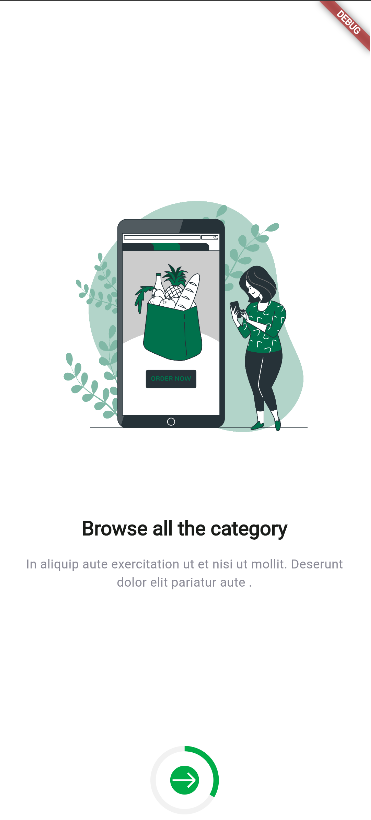 DEBUG
ORDER NOW
Browse all the category
In aliquip aute exercitation ut et nisi ut mollit. Deserunt
dolor elit pariatur aute .